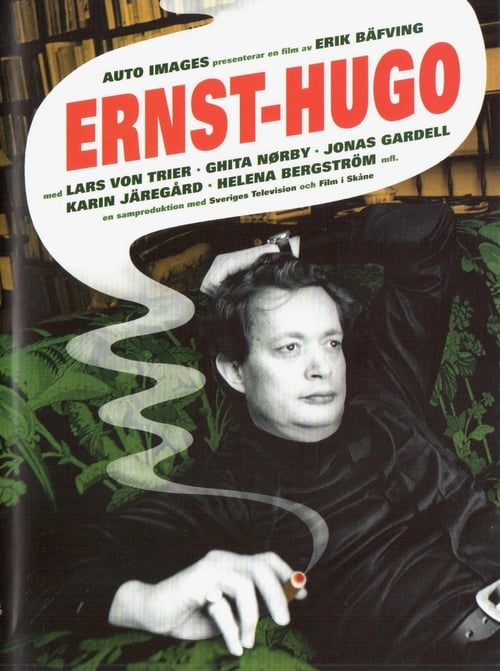 AUTO IMAGES presenterar en film av ERIK BÄFVING
ERNST-HUGO
med LARS VON TRIER · GHITA NØRBY · JONAS GARDELL
KARIN JÄREGÅRD · HELENA BERGSTRÖM mfl.
en samproduktion med Sveriges Television och Film i Skåne